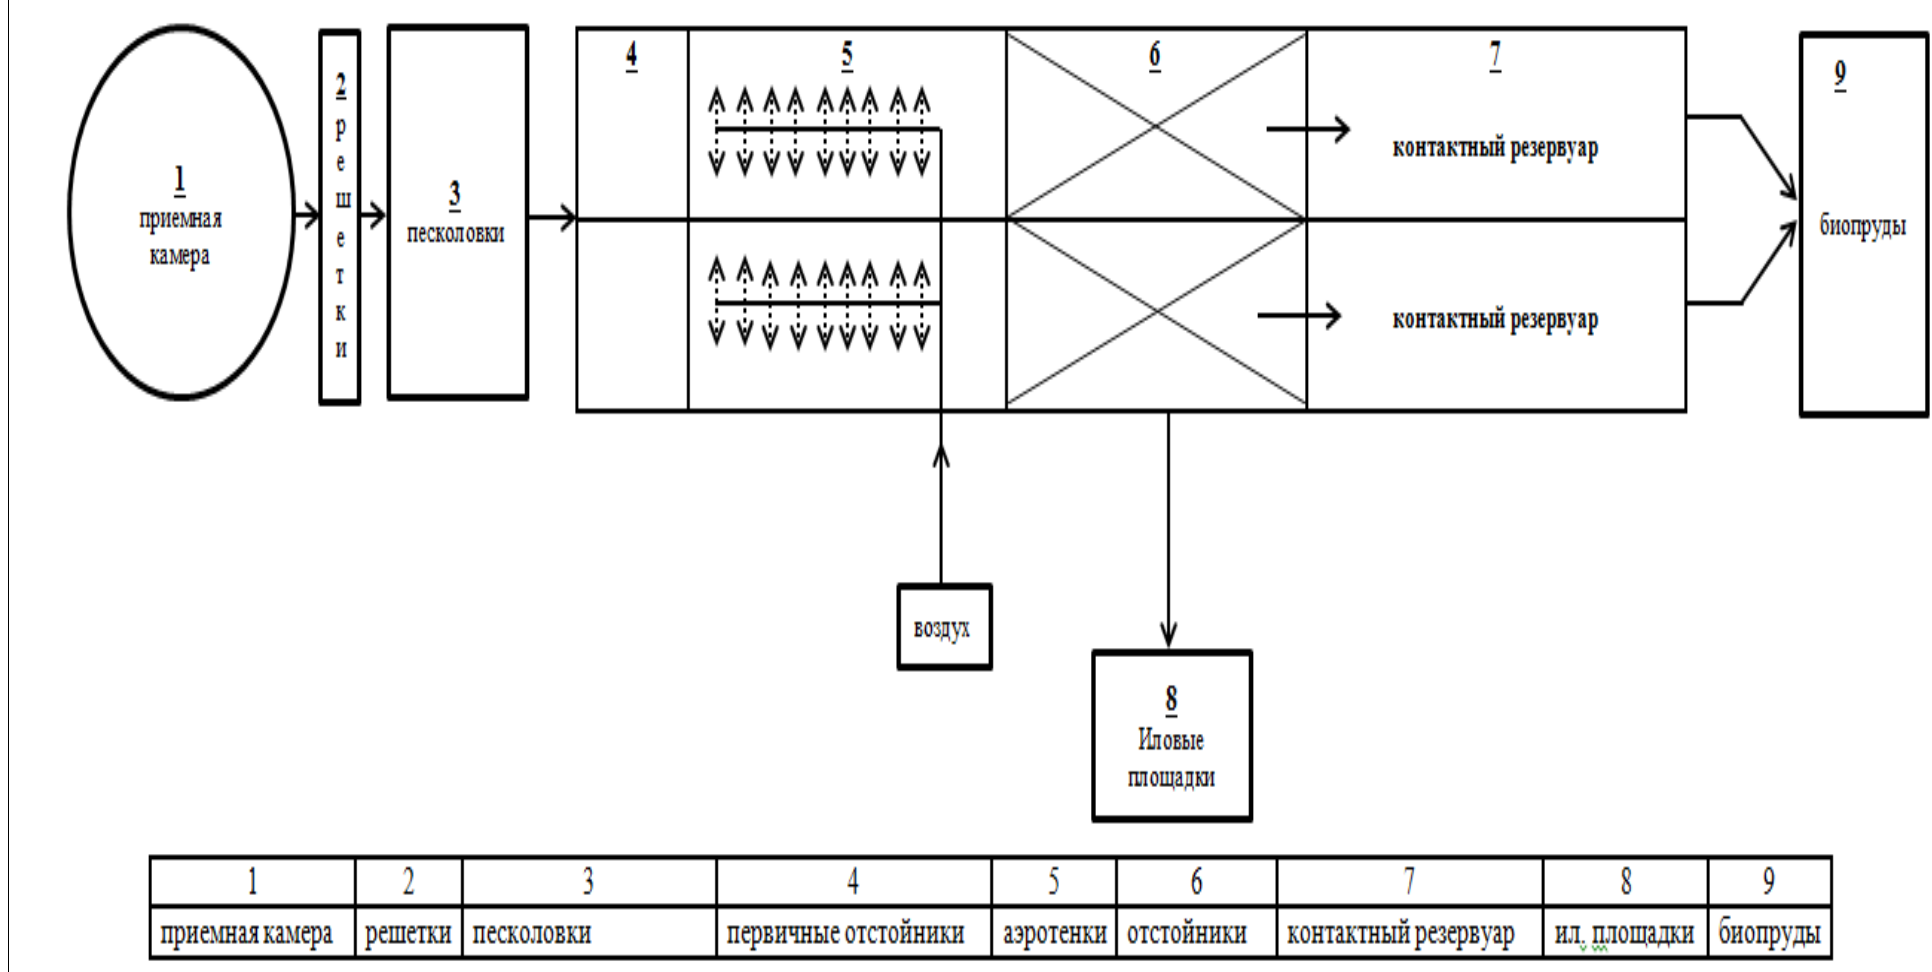 1
приемная
камера
2
р
е
ш
е
т
к
и
3
песколовки
4
5
6
7
контактный резервуар
контактный резервуар
9
биопруды
воздух
8
Иловые
площадки
1 2 3 4 5 6 7 8 9
приемная камера решетки песколовки первичные отстойники аэротенки отстойники контактный резервуар ил. площадки биопруды